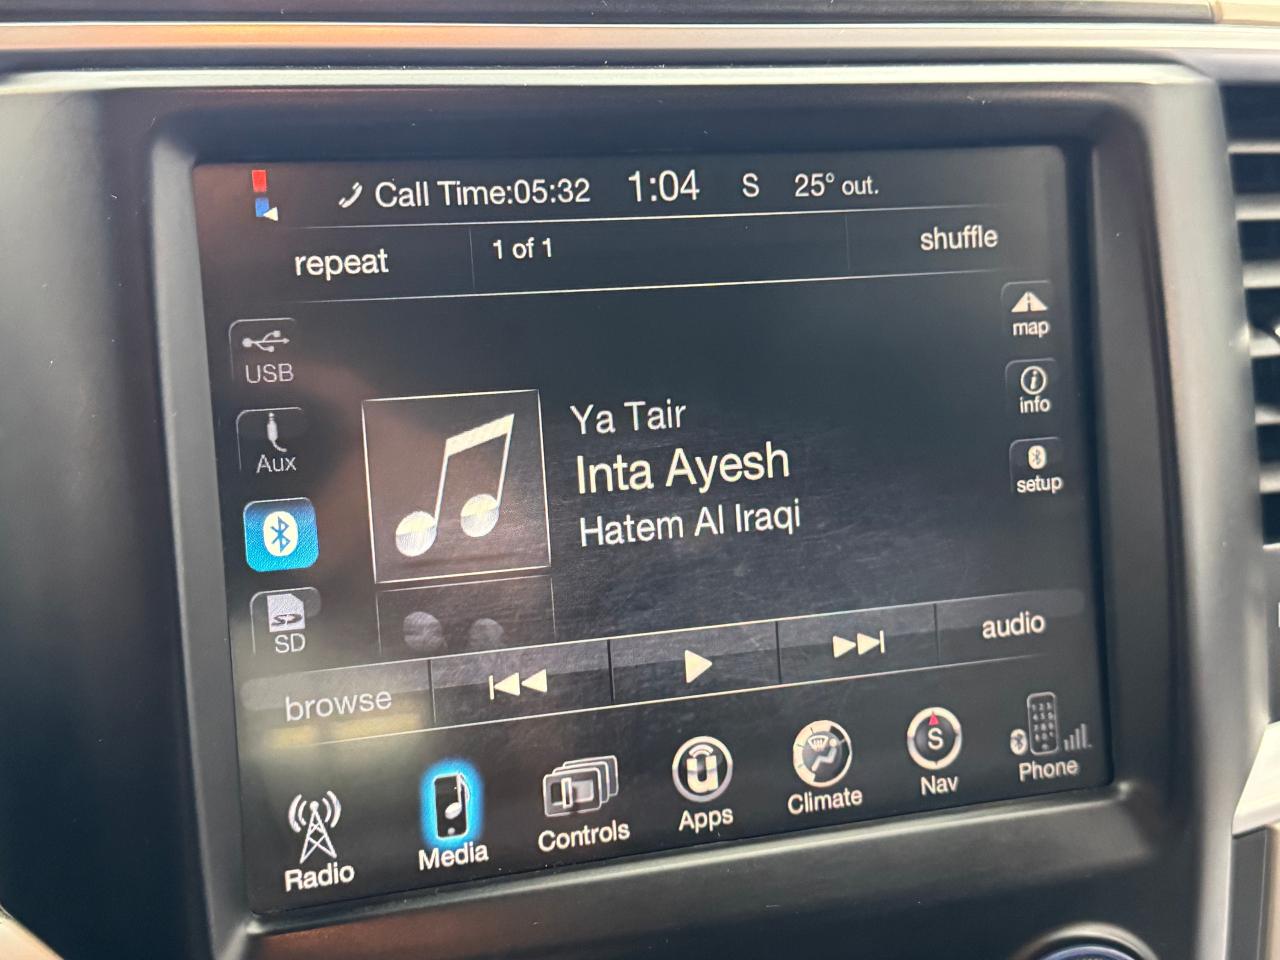 Call Time:05:32 1:04 S 25° out.
repeat 1 of 1 shuffle
map
USB
info
Aux
Ya Tair
Inta Ayesh
setup
Hatem Al Iraqi
SD
audio
browse
Radio Media Controls Apps Climate S Nav Phone